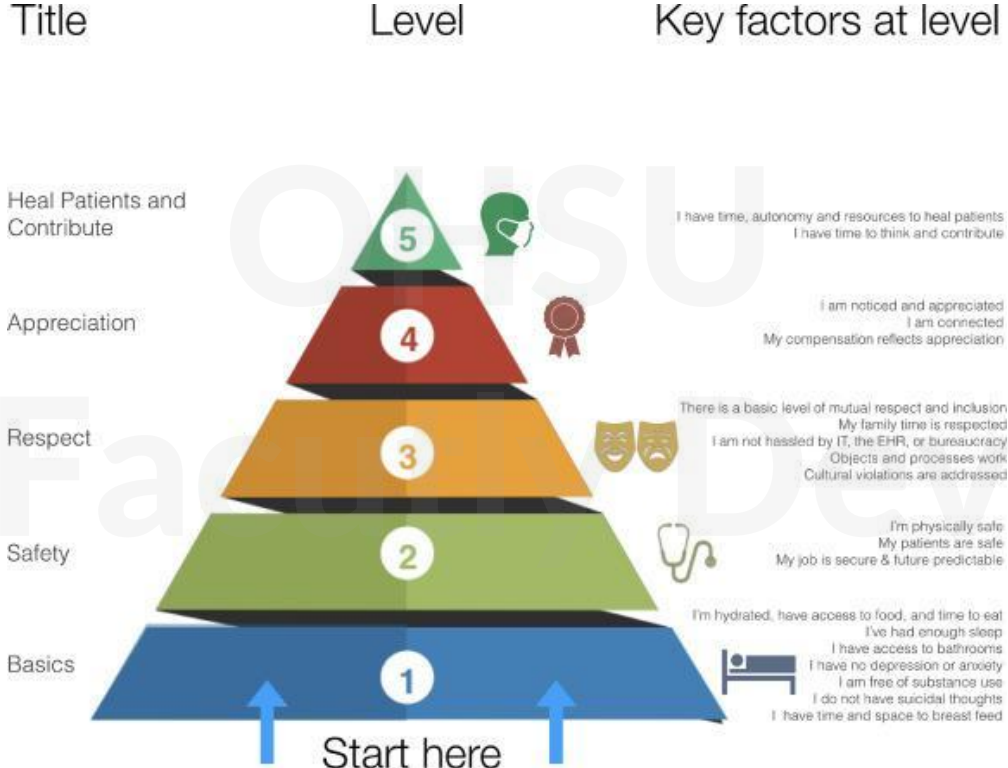 Title Level Key factors at level
OHSU
Faculty Dev
Heal Patients and
Contribute
5
I have time, autonomy and resources to heal patients
I have time to think and contribute
Appreciation
4
I am noticed and appreciated
I am connected
My compensation reflects appreciation
Respect
3
There is a basic level of mutual respect and inclusion
My family time is respected
I am not hassled by IT, the EHR, or bureaucracy
Objects and processes work
Cultural violations are addressed
Safety
2
I'm physically safe
My patients are safe
My job is secure & future predictable
Basics
1
I'm hydrated, have access to food, and time to eat
I've had enough sleep
I have access to bathrooms
I have no depression or anxiety
I am free of substance use
I do not have suicidal thoughts
I have time and space to breast feed
Start here